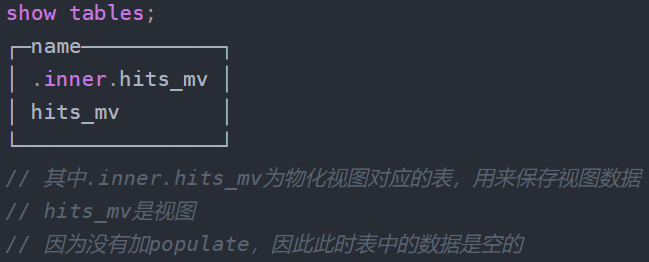 show tables;
┌─name───────────┐
│ .inner.hits_mv │
│ hits_mv        │
└────────────────┘
// 其中.inner.hits_mv为物化视图对应的表，用来保存视图数据
// hits_mv是视图
// 因为没有加populate，因此此时表中的数据是空的